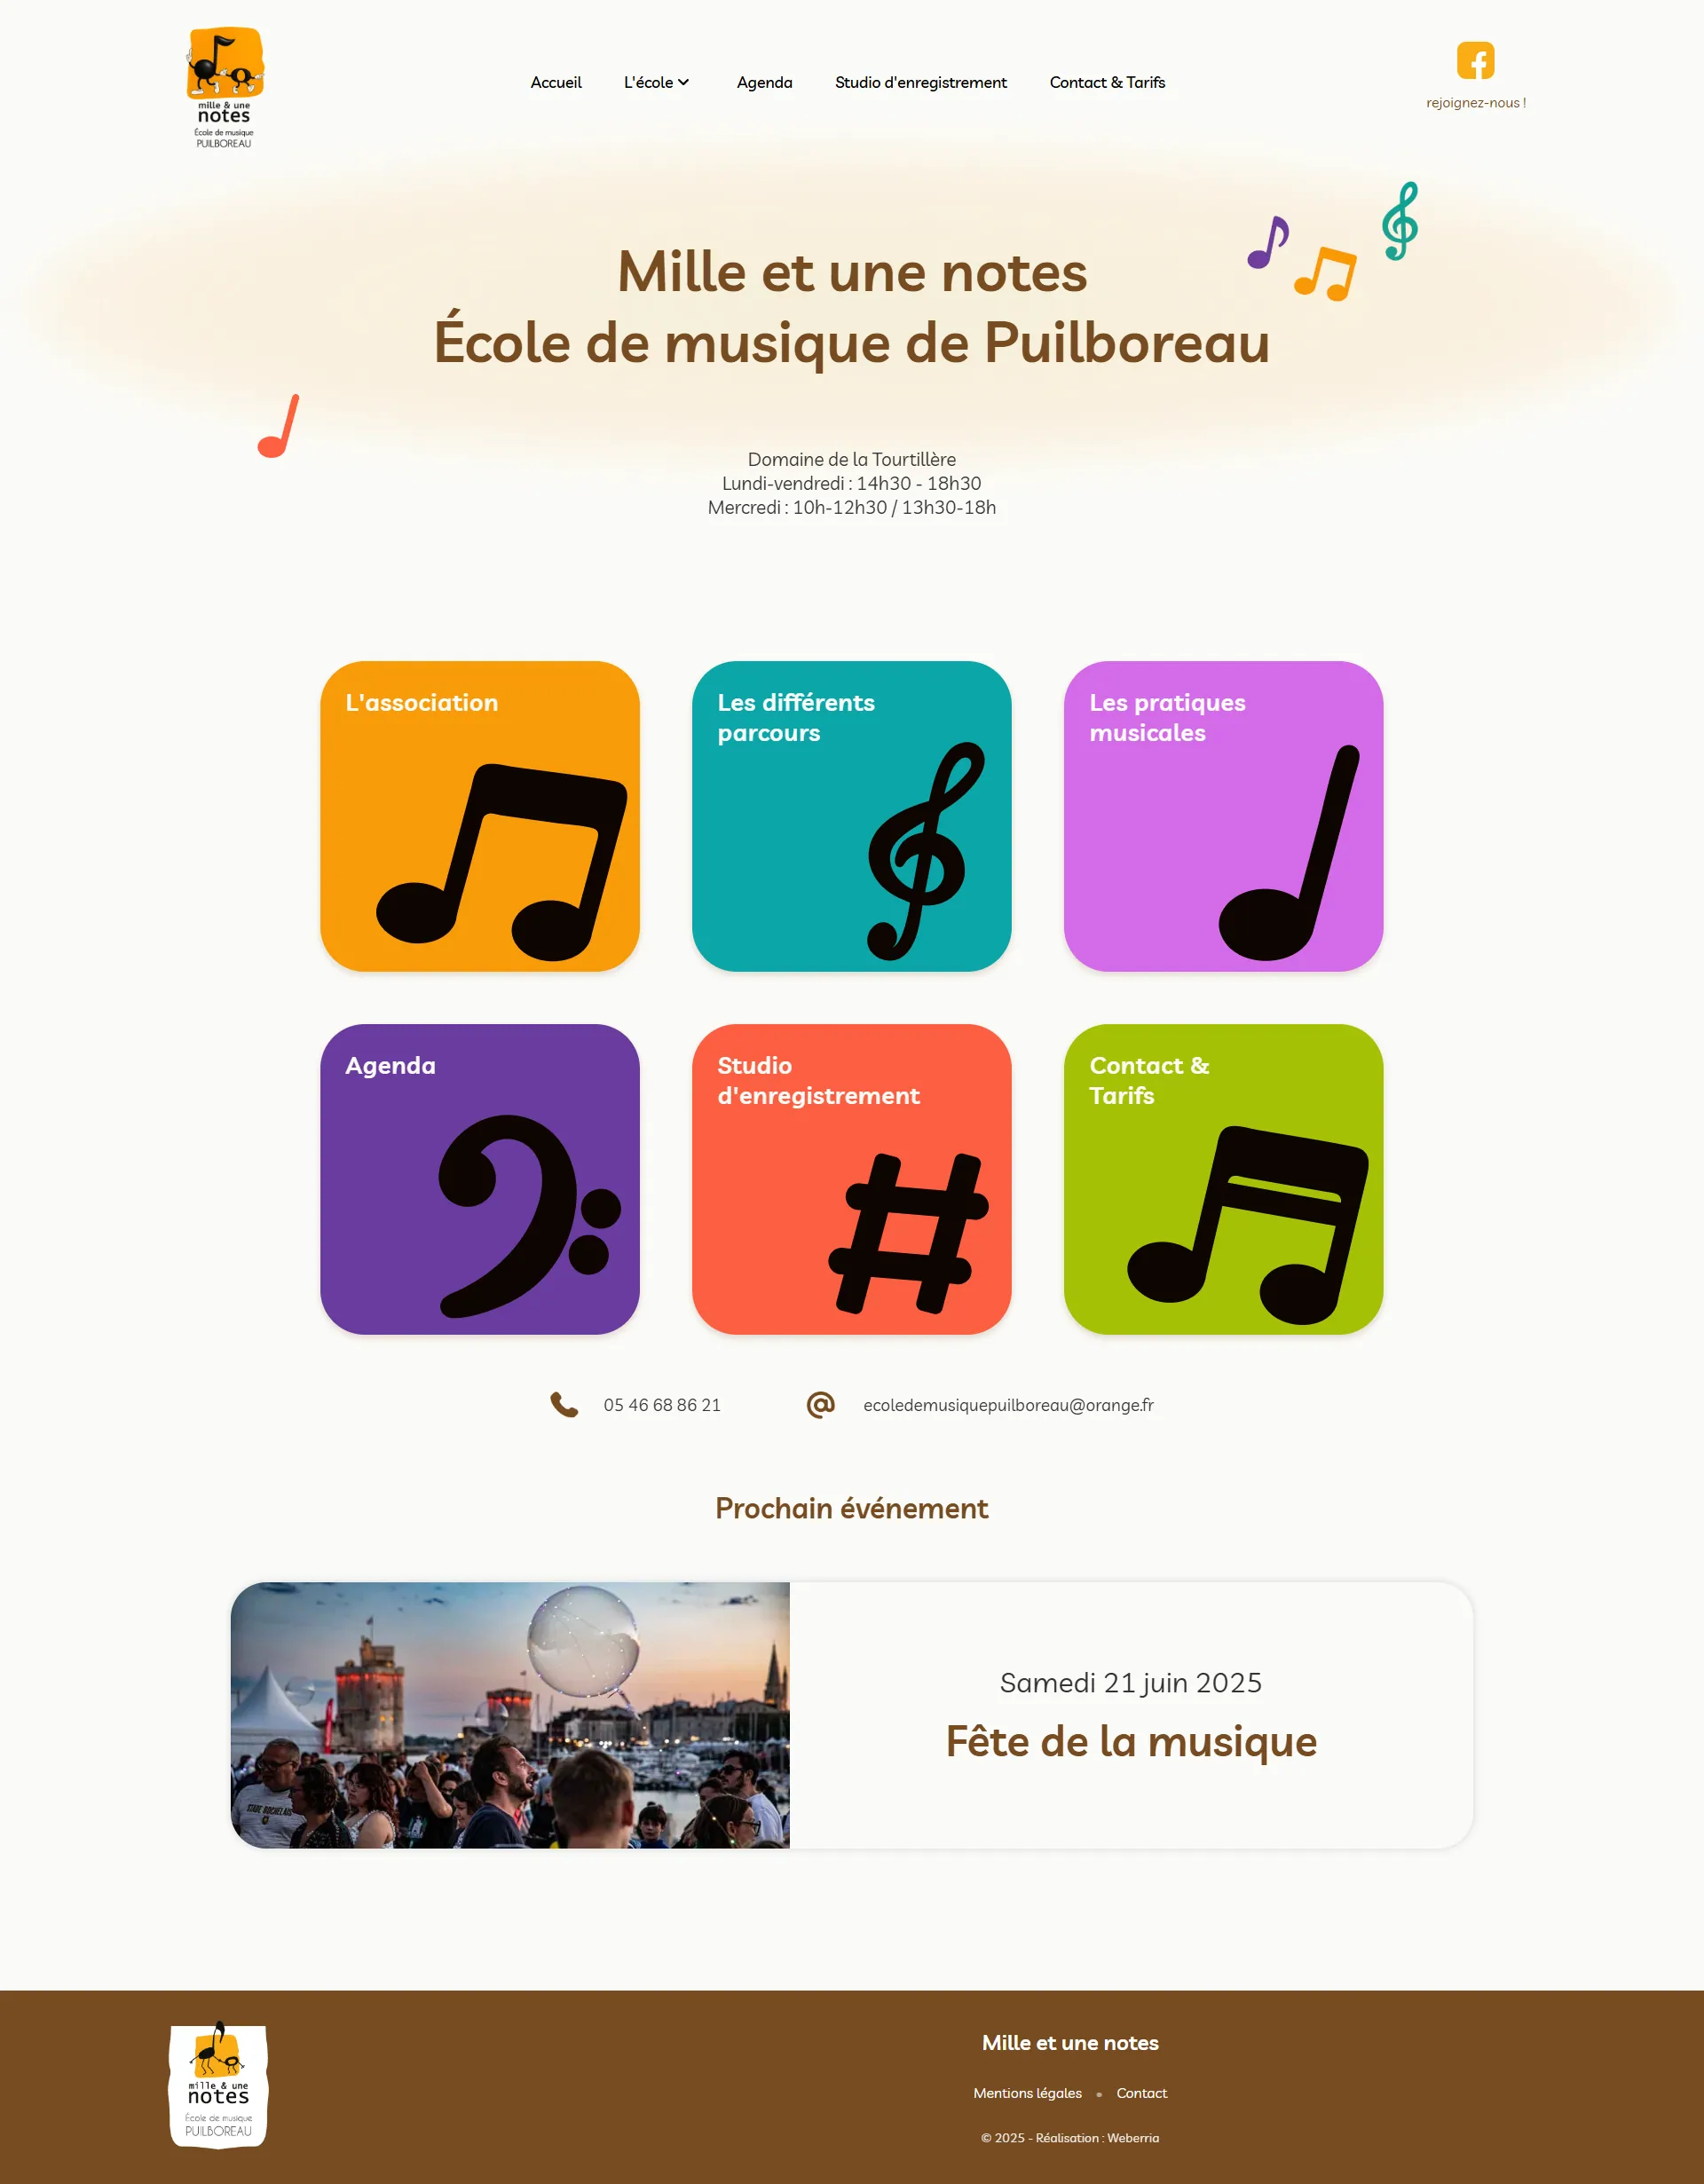 mille & une
notes
École de musique
PUILBOREAU
Accueil
L'école
Agenda
Studio d'enregistrement
Contact & Tarifs
rejoignez-nous !
Mille et une notes
École de musique de Puilboreau
Domaine de la Tourtillère
Lundi-vendredi : 14h30 - 18h30
Mercredi : 10h-12h30 / 13h30-18h
L'association
Les différents
parcours
Les pratiques
musicales
Agenda
Studio
d'enregistrement
Contact &
Tarifs
05 46 68 86 21
ecoledemusiquepuilboreau@orange.fr
Prochain événement
STADE ROCHELAIS
Samedi 21 juin 2025
Fête de la musique
mille & une
notes
École de musique
PUILBOREAU
Mille et une notes
Mentions légales • Contact
© 2025 - Réalisation : Weberria